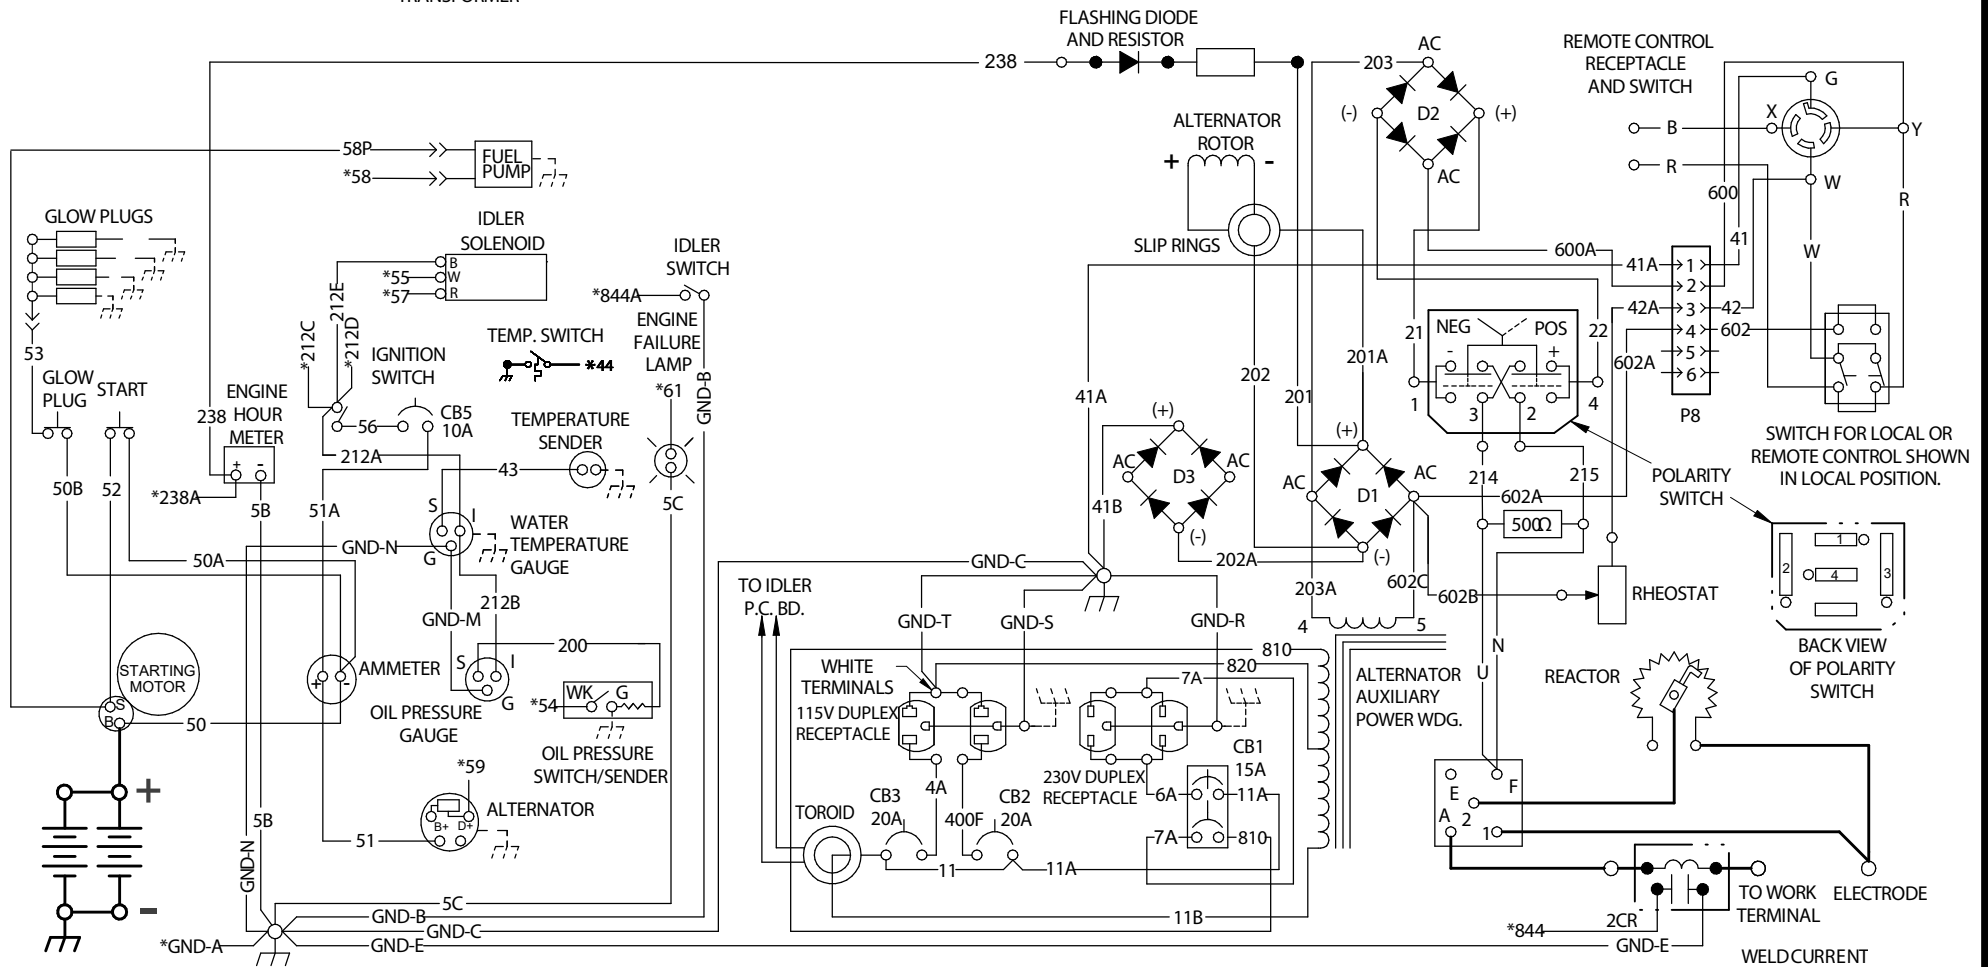 TRANSFORMER
FLASHING DIODE
AND RESISTOR
238
203
AC
D2
(-)
(+)
AC
REMOTE CONTROL
RECEPTACLE
AND SWITCH
G
X
B
Y
R
W
600
R
41
W
ALTERNATOR
ROTOR
+
-
SLIP RINGS
58P
*58
FUEL
PUMP
GLOW PLUGS
53
GLOW
PLUG
START
IDLER
SOLENOID
B
W
R
*55
*57
212E
*212C
*212D
IGNITION
SWITCH
56
CB5
10A
212A
IDLER
SWITCH
*844A
ENGINE
FAILURE
LAMP
*61
GND-B
TEMP. SWITCH
*44
TEMPERATURE
SENDER
43
600A
41A
1
2
42A
3
42
4
602
602A
5
6
P8
21
NEG
POS
22
-
+
1
3
2
4
201A
202
201
41A
SWITCH FOR LOCAL OR
REMOTE CONTROL SHOWN
IN LOCAL POSITION.
238
ENGINE
HOUR
METER
+
-
*238A
5B
50B
52
51A
S
I
G
WATER
TEMPERATURE
GAUGE
GND-N
50A
5C
(+)
AC
AC
D3
(-)
41B
202A
(+)
AC
AC
D1
(-)
602A
214
215
500Ω
POLARITY
SWITCH
1
2
4
3
BACK VIEW
OF POLARITY
SWITCH
GND-C
203A
602C
602B
RHEOSTAT
4
5
TO IDLER
P.C. BD.
GND-T
GND-S
GND-R
212B
GND-M
200
S
I
G
OIL PRESSURE
GAUGE
WK
G
*54
OIL PRESSURE
SWITCH/SENDER
STARTING
MOTOR
S
B
50
AMMETER
+
-
810
820
WHITE
TERMINALS
7A
115V DUPLEX
RECEPTACLE
230V DUPLEX
RECEPTACLE
ALTERNATOR
AUXILIARY
POWER WDG.
U
N
REACTOR
CB1
15A
6A
11A
7A
810
*59
ALTERNATOR
B+
D+
51
TOROID
CB3
20A
4A
400F
CB2
20A
11
11A
11B
E
F
A
2
1
+
-
5B
GND-N
5C
GND-B
GND-C
*GND-A
GND-E
2CR
*844
GND-E
TO WORK
TERMINAL
ELECTRODE
WELD CURRENT